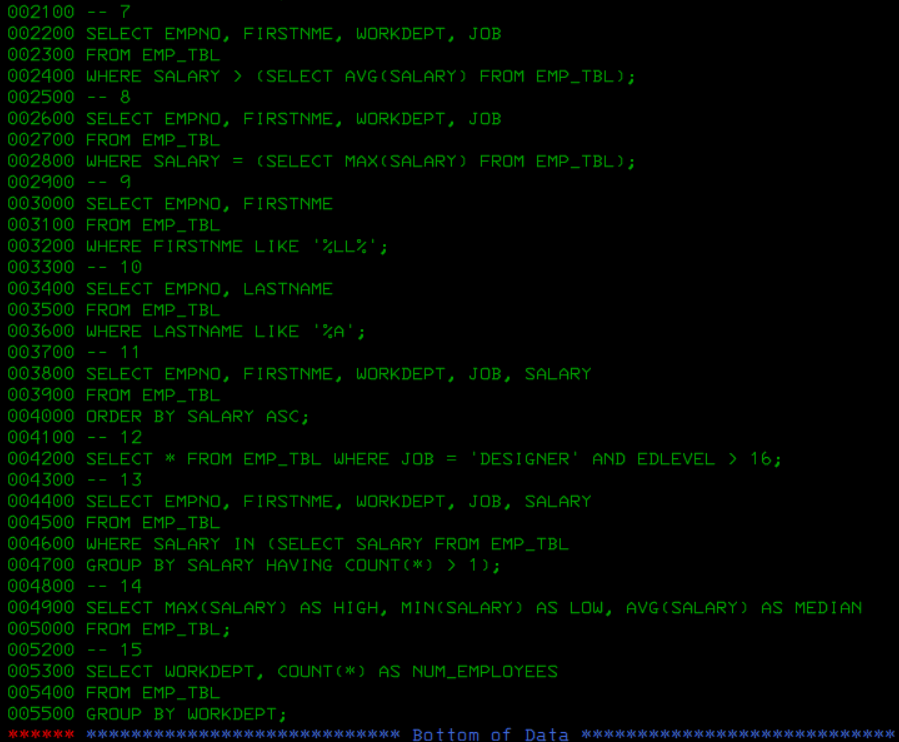 002100 -- 7
002200 SELECT EMPNO, FIRSTNME, WORKDEPT, JOB
002300 FROM EMP_TBL
002400 WHERE SALARY > (SELECT AVG(SALARY) FROM EMP_TBL);
002500 -- 8
002600 SELECT EMPNO, FIRSTNME, WORKDEPT, JOB
002700 FROM EMP_TBL
002800 WHERE SALARY = (SELECT MAX(SALARY) FROM EMP_TBL);
002900 -- 9
003000 SELECT EMPNO, FIRSTNME
003100 FROM EMP_TBL
003200 WHERE FIRSTNME LIKE '%LL%';
003300 -- 10
003400 SELECT EMPNO, LASTNAME
003500 FROM EMP_TBL
003600 WHERE LASTNAME LIKE '%A';
003700 -- 11
003800 SELECT EMPNO, FIRSTNME, WORKDEPT, JOB, SALARY
003900 FROM EMP_TBL
004000 ORDER BY SALARY ASC;
004100 -- 12
004200 SELECT * FROM EMP_TBL WHERE JOB = 'DESIGNER' AND EDLEVEL > 16;
004300 -- 13
004400 SELECT EMPNO, FIRSTNME, WORKDEPT, JOB, SALARY
004500 FROM EMP_TBL
004600 WHERE SALARY IN (SELECT SALARY FROM EMP_TBL
004700 GROUP BY SALARY HAVING COUNT(*) > 1);
004800 -- 14
004900 SELECT MAX(SALARY) AS HIGH, MIN(SALARY) AS LOW, AVG(SALARY) AS MEDIAN
005000 FROM EMP_TBL;
005200 -- 15
005300 SELECT WORKDEPT, COUNT(*) AS NUM_EMPLOYEES
005400 FROM EMP_TBL
005500 GROUP BY WORKDEPT;
****** **************************** Bottom of Data ****************************